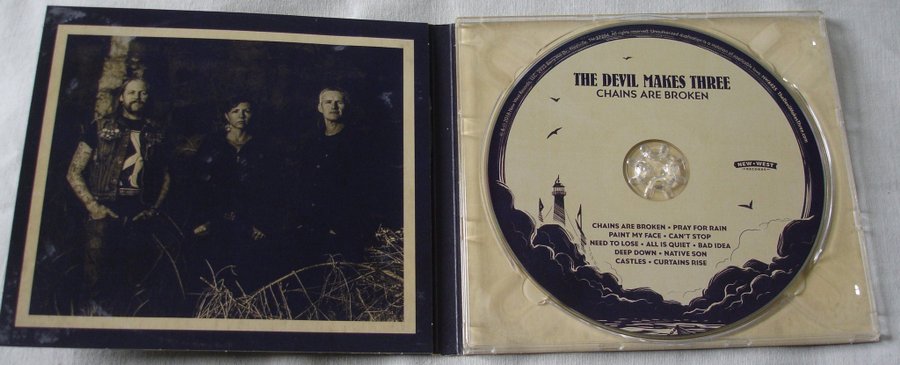 THE DEVIL MAKES THREE
CHAINS ARE BROKEN
NEW WEST
RECORDS
CHAINS ARE BROKEN • PRAY FOR RAIN
PAINT MY FACE • CAN'T STOP
NEED TO LOSE • ALL IS QUIET • BAD IDEA
DEEP DOWN • NATIVE SON
CASTLES • CURTAINS RISE